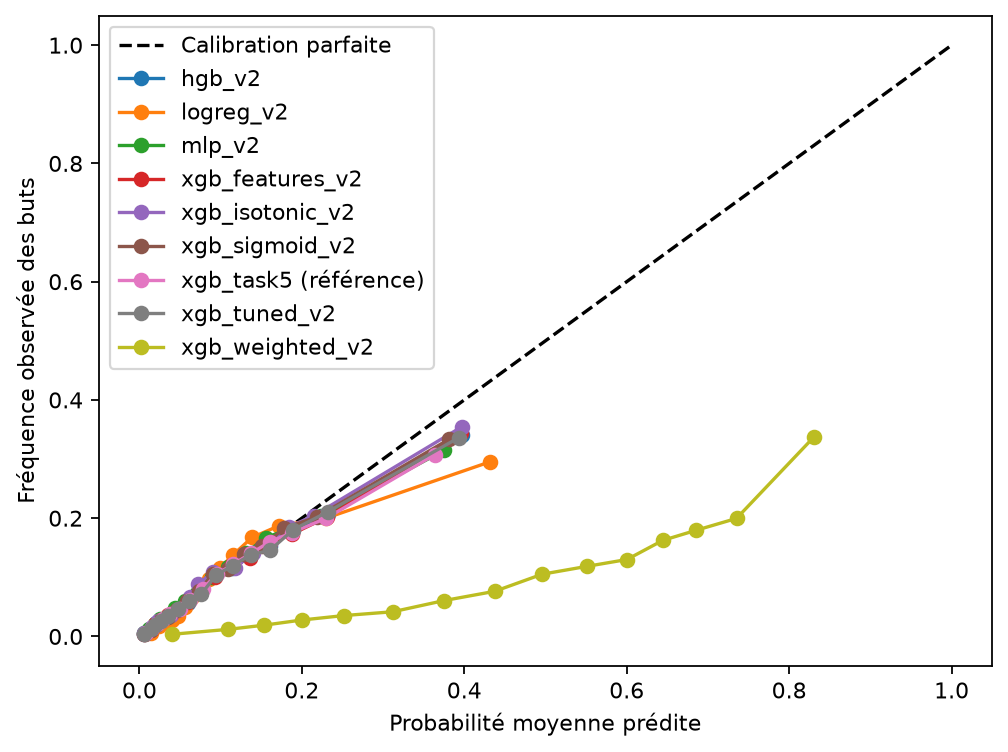 Calibration parfaite
hgb_v2
logreg_v2
mlp_v2
xgb_features_v2
xgb_isotonic_v2
xgb_sigmoid_v2
xgb_task5 (référence)
xgb_tuned_v2
xgb_weighted_v2
Fréquence observée des buts
1.0
0.8
0.6
0.4
0.2
0.0
0.0 0.2 0.4 0.6 0.8 1.0
Probabilité moyenne prédite